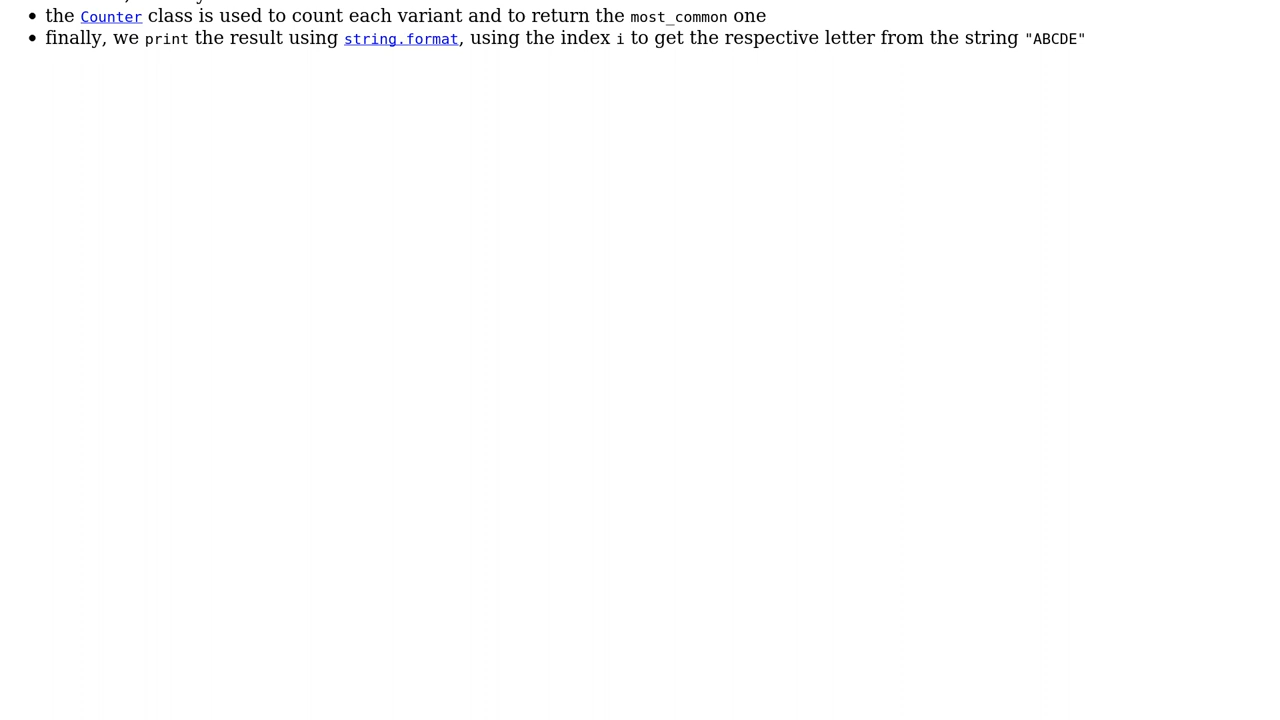 the Counter class is used to count each variant and to return the most_common one
finally, we print the result using string.format, using the index i to get the respective letter from the string "ABCDE"